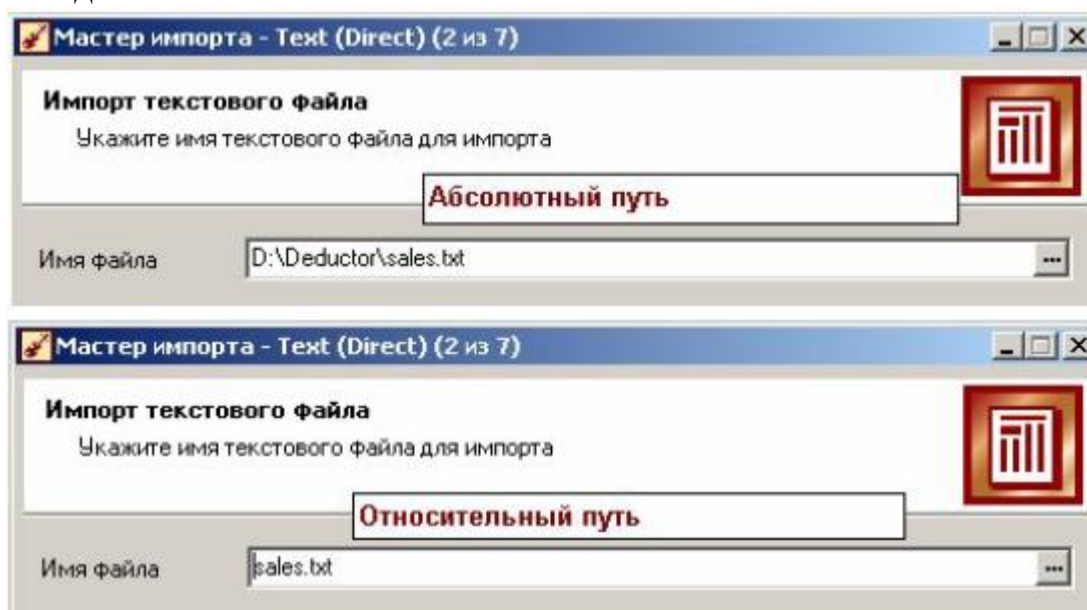 Мастер импорта - Text (Direct) (2 из 7)
Импорт текстового файла
Укажите имя текстового файла для импорта
Абсолютный путь
Имя файла D:\Deductor\sales.txt ...
Мастер импорта - Text (Direct) (2 из 7)
Импорт текстового файла
Укажите имя текстового файла для импорта
Относительный путь
Имя файла sales.txt ...